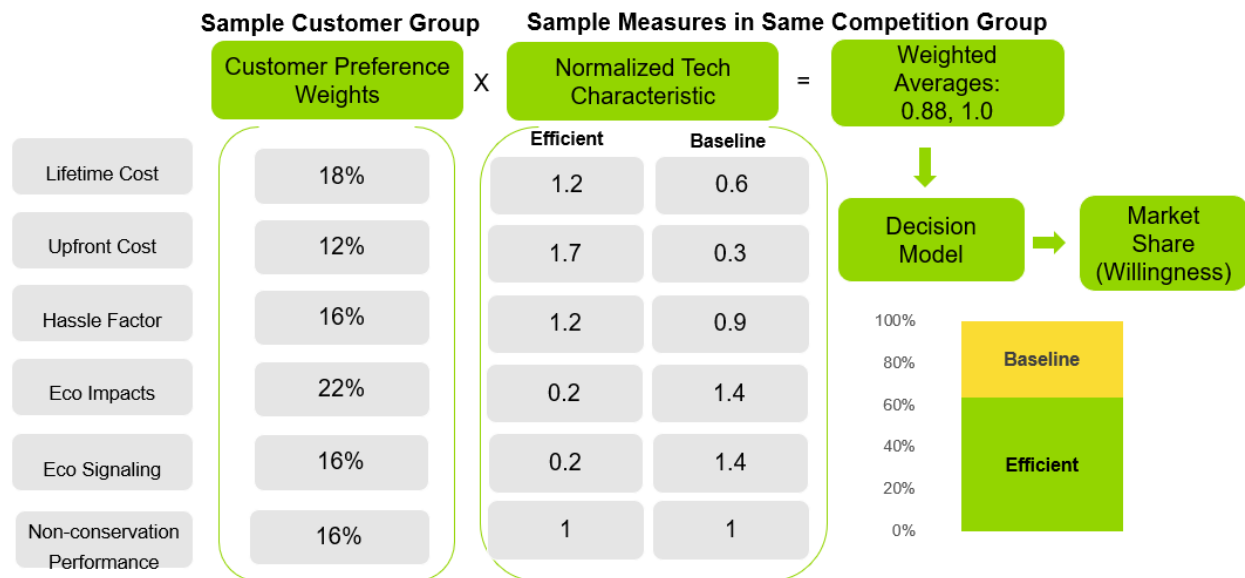 Sample Customer Group
Sample Measures in Same Competition Group
Customer Preference
Weights
X
Normalized Tech
Characteristic
=
Weighted
Averages:
0.88, 1.0
Efficient
Baseline
Lifetime Cost
18%
1.2
0.6
Upfront Cost
12%
1.7
0.3
Hassle Factor
16%
1.2
0.9
Eco Impacts
22%
0.2
1.4
Eco Signaling
16%
0.2
1.4
Non-conservation
Performance
16%
1
1
Decision
Model
Market
Share
(Willingness)
100%
80%
60%
40%
20%
0%
Baseline
Efficient